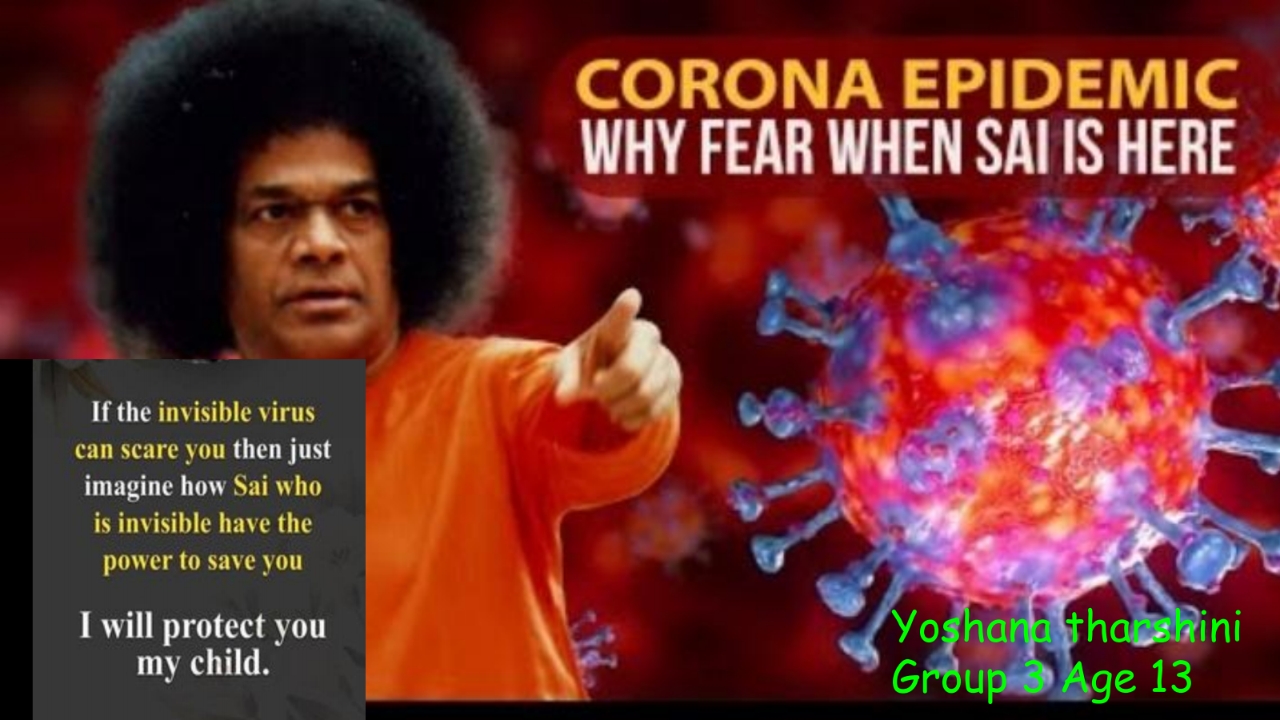 CORONA EPIDEMIC
WHY FEAR WHEN SAI IS HERE
If the invisible virus
can scare you then just
imagine how Sai who
is invisible have the
power to save you
I will protect you
my child.
Yoshana tharshini
Group 3 Age 13